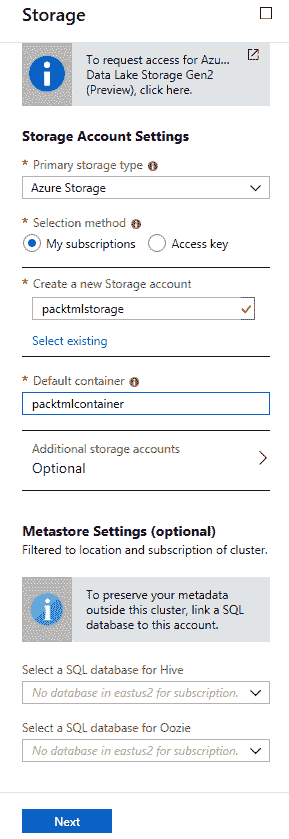 Storage
To request access for Azu...
Data Lake Storage Gen2
(Preview), click here.
Storage Account Settings
* Primary storage type
Azure Storage
* Selection method
My subscriptions Access key
* Create a new Storage account
packtmlstorage
Select existing
* Default container
packtmlcontainer
Additional storage accounts
Optional
Metastore Settings (optional)
Filtered to location and subscription of cluster.
To preserve your metadata
outside this cluster, link a SQL
database to this account.
Select a SQL database for Hive
No database in eastus2 for subscription.
Select a SQL database for Oozie
No database in eastus2 for subscription.
Next